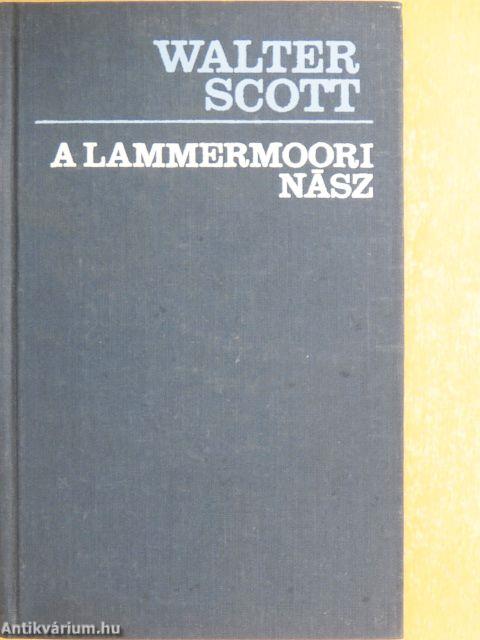 WALTER
SCOTT
A LAMMERMOORI
NÁSZ
Antikvárium.hu